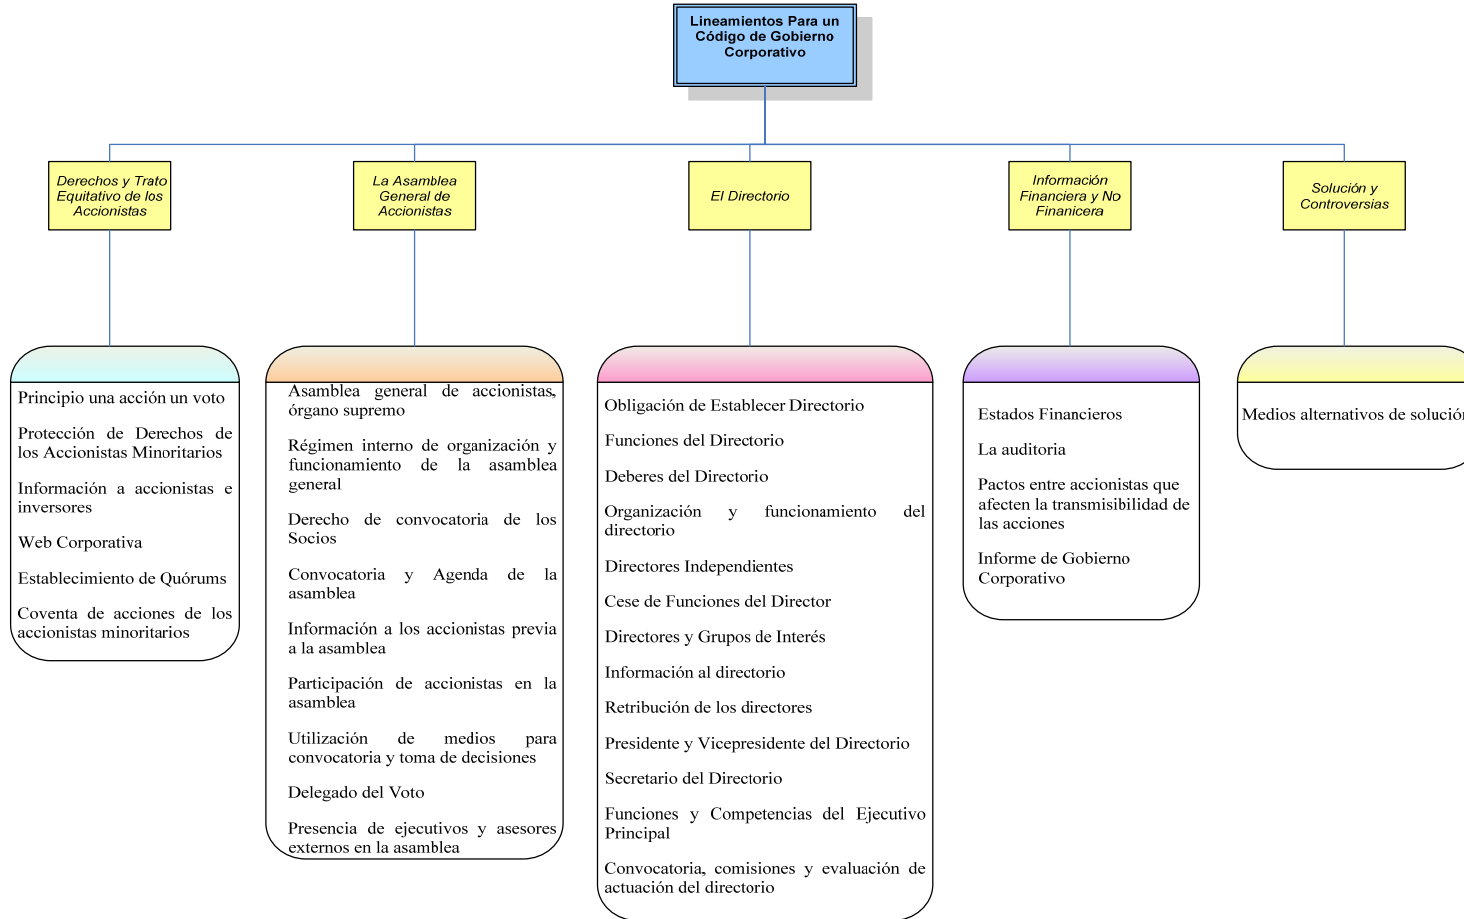 Lineamientos Para un
Código de Gobierno
Corporativo
Derechos y Trato
Equitativo de los
Accionistas
La Asamblea
General de
Accionistas
El Directorio
Información
Financiera y No
Finanicera
Solución y
Controversias
Principio una acción un voto
Protección de Derechos de
los Accionistas Minoritarios
Información a accionistas e
inversores
Web Corporativa
Establecimiento de Quórums
Coventa de acciones de los
accionistas minoritarios
Asamblea general de accionistas,
órgano supremo
Régimen interno de organización y
funcionamiento de la asamblea
general
Derecho de convocatoria de los
Socios
Convocatoria y Agenda de la
asamblea
Información a los accionistas previa
a la asamblea
Participación de accionistas en la
asamblea
Utilización de medios para
convocatoria y toma de decisiones
Delegado del Voto
Presencia de ejecutivos y asesores
externos en la asamblea
Obligación de Establecer Directorio
Funciones del Directorio
Deberes del Directorio
Organización y funcionamiento del
directorio
Directores Independientes
Cese de Funciones del Director
Directores y Grupos de Interés
Información al directorio
Retribución de los directores
Presidente y Vicepresidente del Directorio
Secretario del Directorio
Funciones y Competencias del Ejecutivo
Principal
Convocatoria, comisiones y evaluación de
actuación del directorio
Estados Financieros
La auditoria
Pactos entre accionistas que
afecten la transmisibilidad de
las acciones
Informe de Gobierno
Corporativo
Medios alternativos de solución